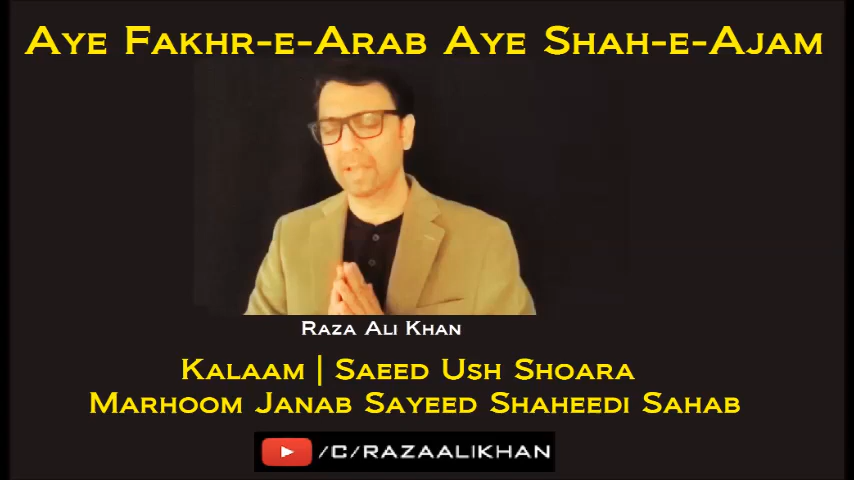 Aye Fakhr-e-Arab Aye Shah-e-Ajam
Raza Ali Khan
Kalaam | Saeed Ush Shoara
Marhoom Janab Sayeed Shaheedi Sahab
/C/RAZAALIKHAN